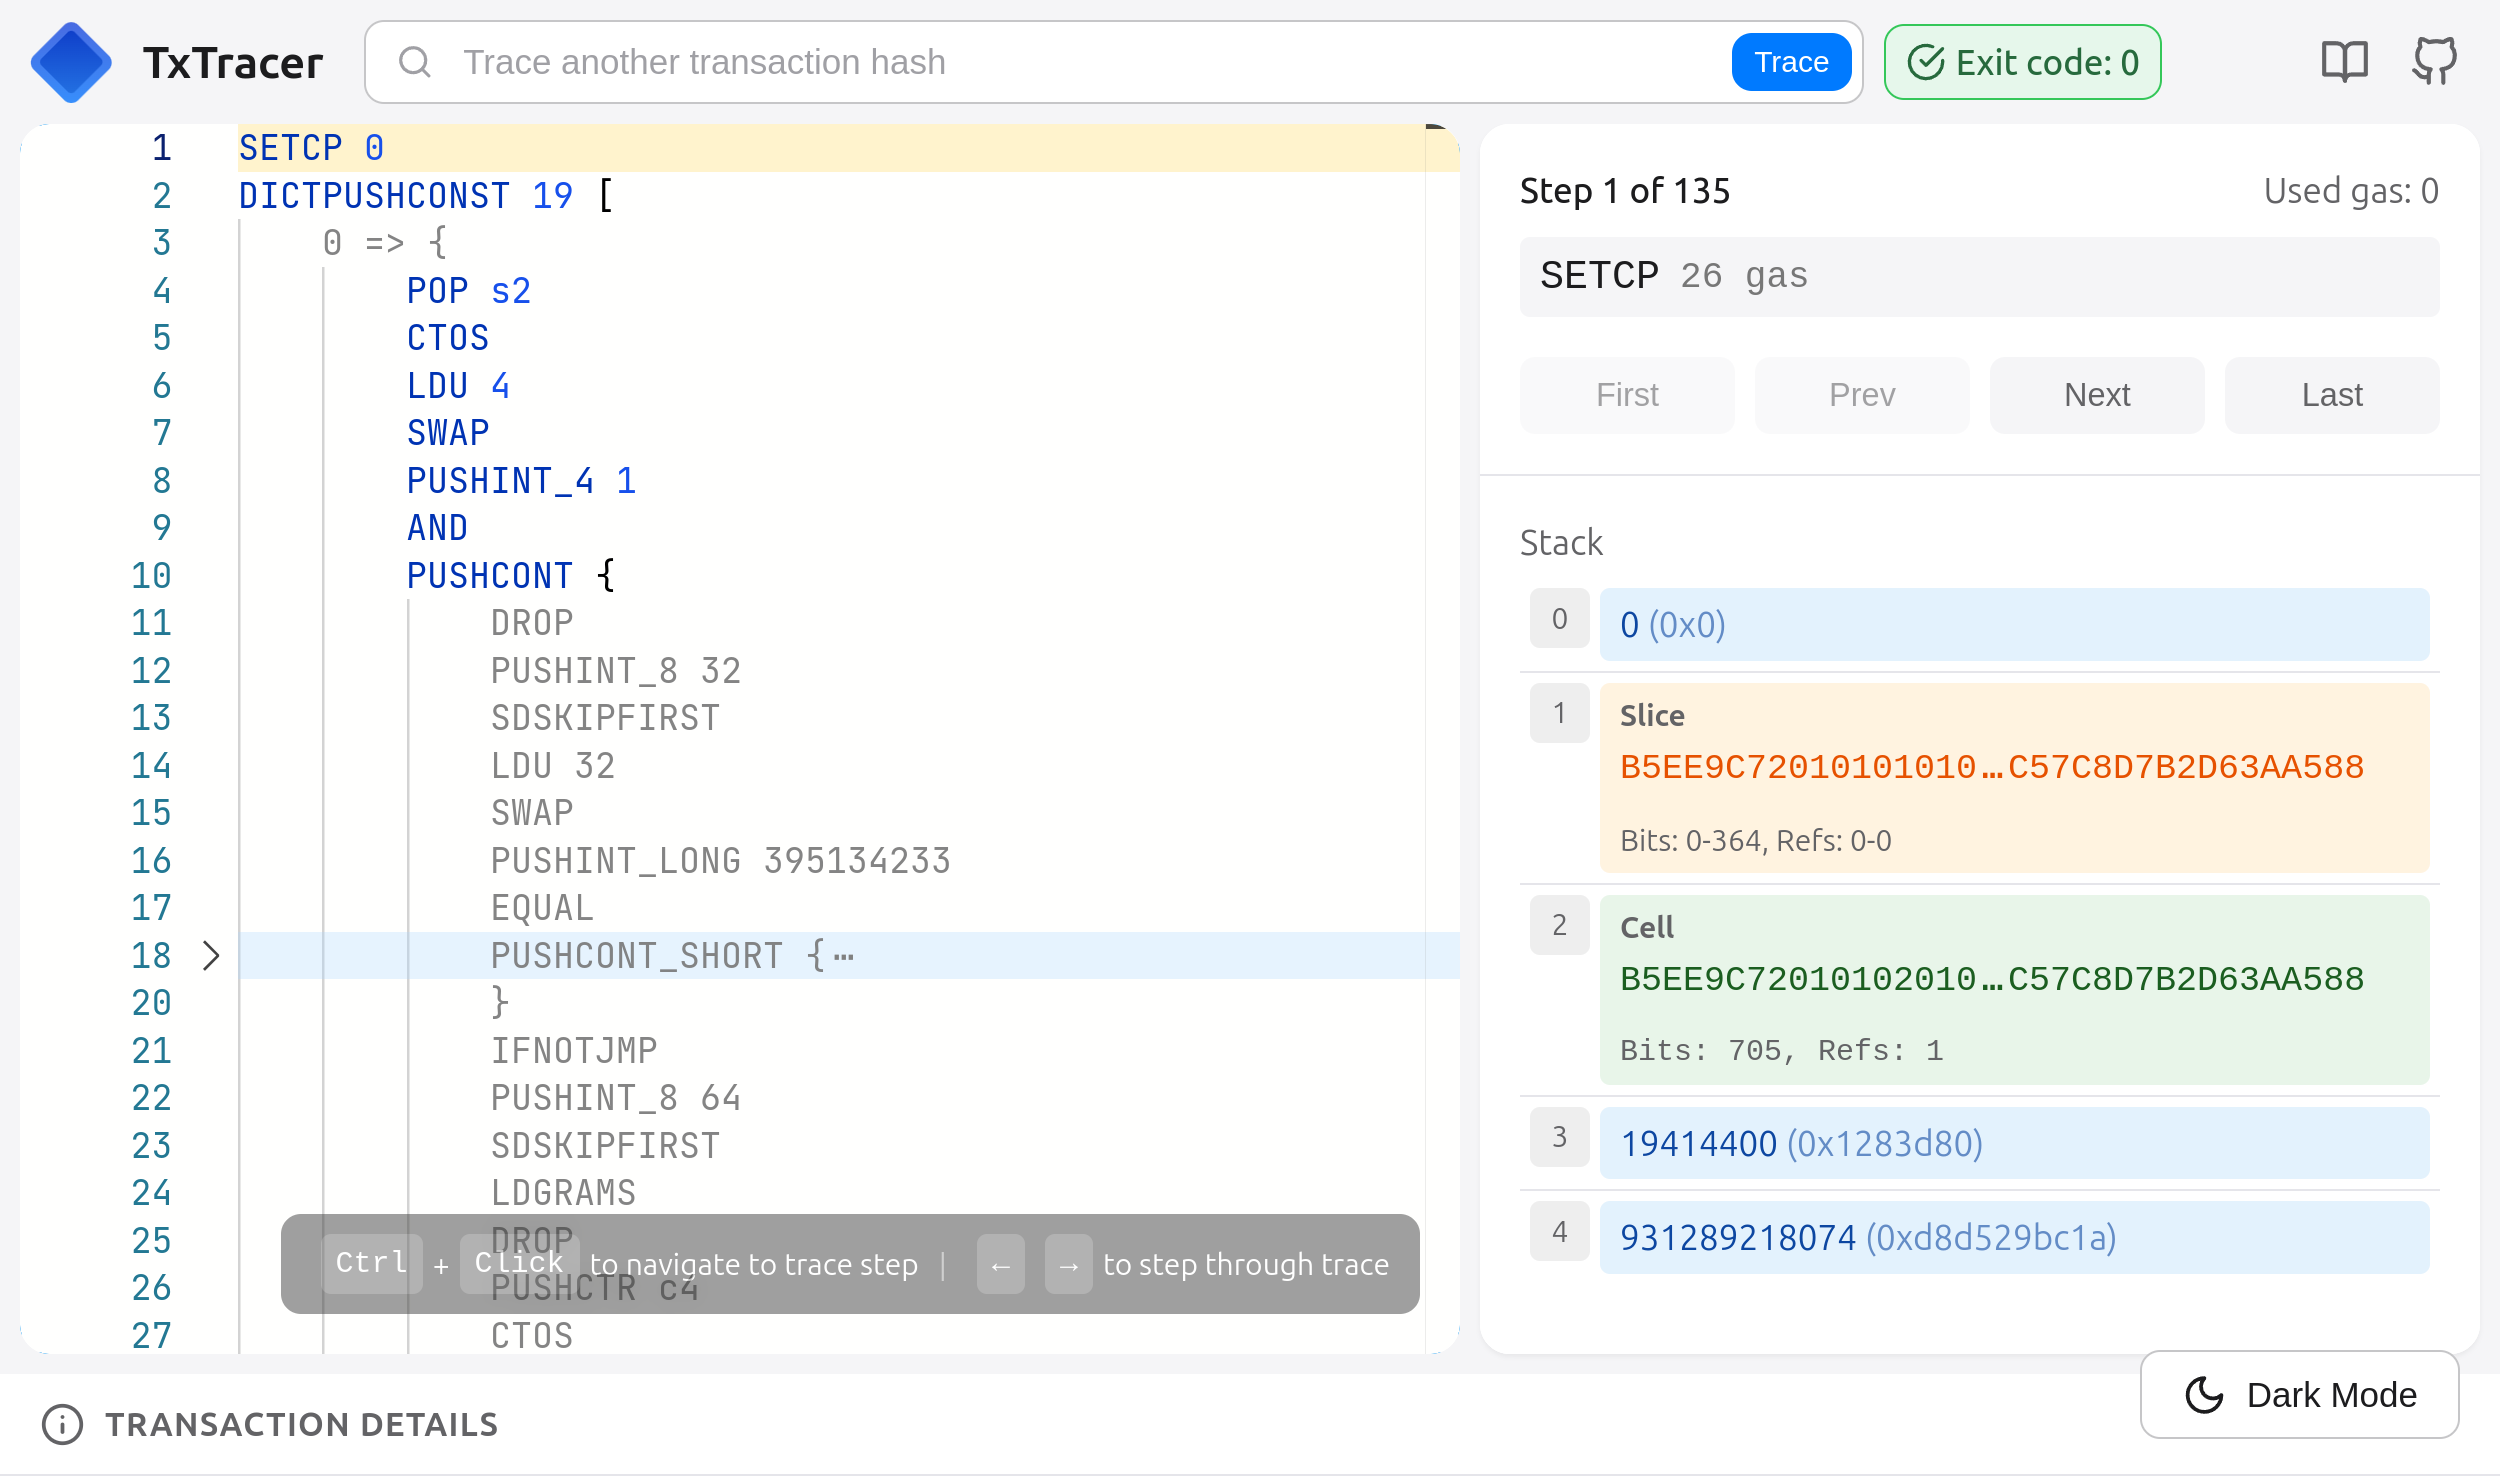 TxTracer
Trace another transaction hash
Trace
Exit code: 0
1 SETCP 0
2 DICTPUSHCONST 19 [
3 0 => {
4 POP s2
5 CTOS
6 LDU 4
7 SWAP
8 PUSHINT_4 1
9 AND
10 PUSHCONT {
11 DROP
12 PUSHINT_8 32
13 SDSKIPFIRST
14 LDU 32
15 SWAP
16 PUSHINT_LONG 395134233
17 EQUAL
18 PUSHCONT_SHORT {⋯
20 }
21 IFNOTJMP
22 PUSHINT_8 64
23 SDSKIPFIRST
24 LDGRAMS
25 DROP
26 PUSHCTR c4
27 CTOS
Ctrl + Click to navigate to trace step | ← → to step through trace
Step 1 of 135
Used gas: 0
SETCP 26 gas
First Prev Next Last
Stack
0 0 (0x0)
1 Slice
B5EE9C72010101010…C57C8D7B2D63AA588
Bits: 0-364, Refs: 0-0
2 Cell
B5EE9C72010102010…C57C8D7B2D63AA588
Bits: 705, Refs: 1
3 19414400 (0x1283d80)
4 931289218074 (0xd8d529bc1a)
TRANSACTION DETAILS
Dark Mode